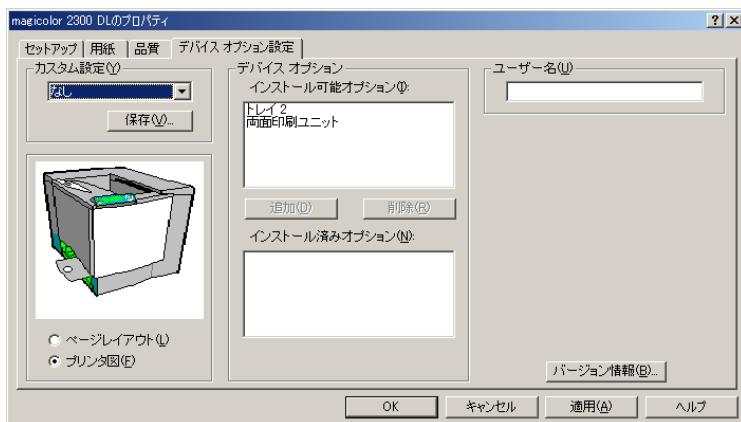 magicolor 2300 DLのプロパティ
セットアップ 用紙 品質 デバイス オプション設定
カスタム設定(Y)
なし
保存(V)...
ページレイアウト(L)
プリンタ図(F)
デバイス オプション
インストール可能オプション(I):
トレイ 2
両面印刷ユニット
追加(D) 削除(R)
インストール済みオプション(N):
ユーザー名(U)
バージョン情報(B)...
OK キャンセル 適用(A) ヘルプ